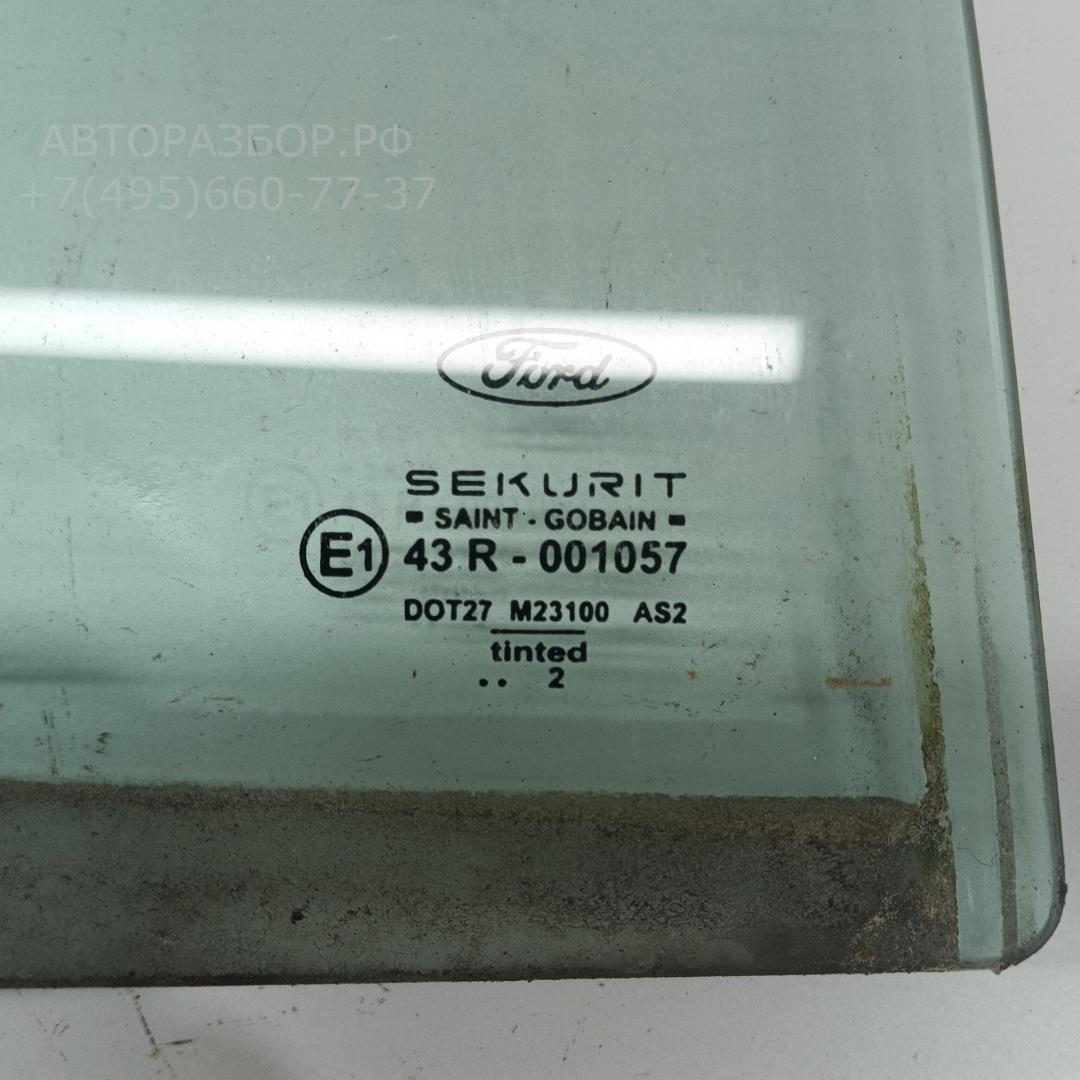 АВТОРАЗБОР.РФ
+7(495)660-77-37
Ford
SEKURIT
SAINT - GOBAIN
E1 43 R - 001057
DOT27 M23100 AS2
tinted
.. 2